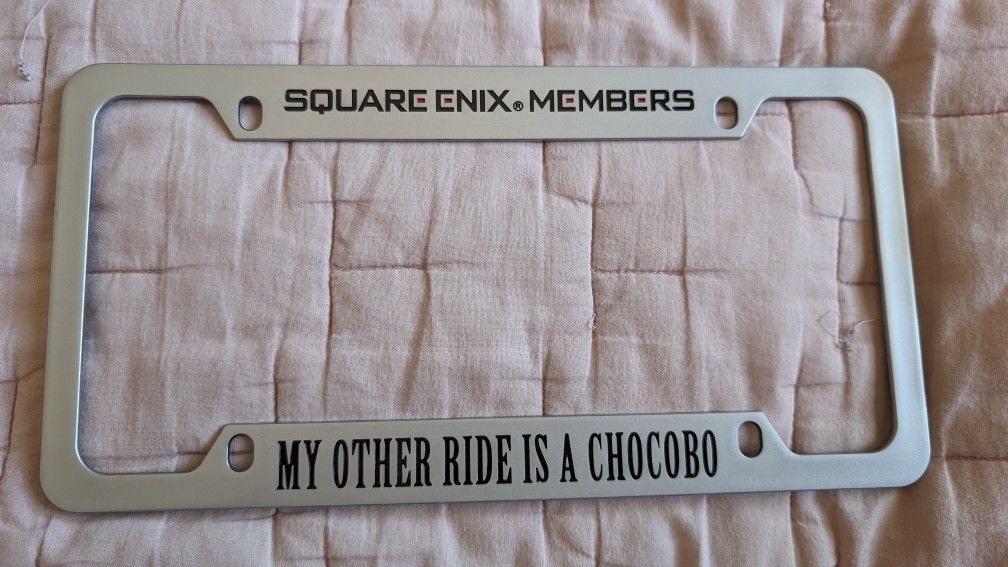 SQUARE ENIX® MEMBERS
MY OTHER RIDE IS A CHOCOBO